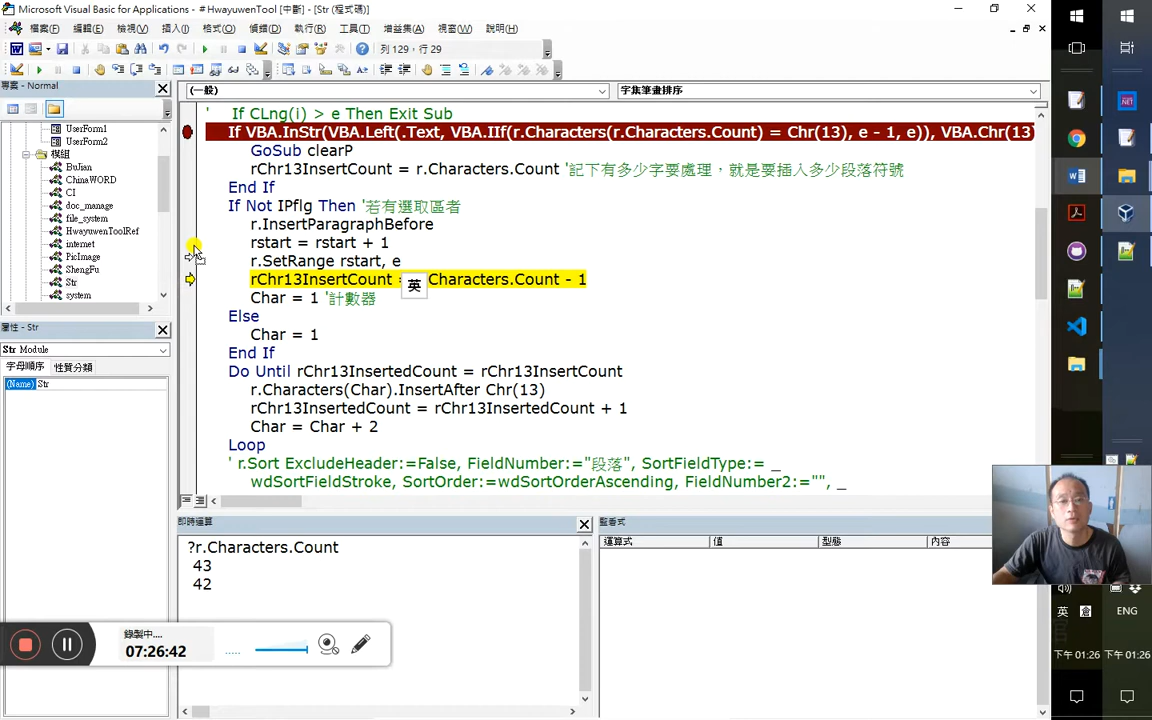 Microsoft Visual Basic for Applications - # HwayuwenTool [中斷] - [Str (程式碼)]
檔案(F) 編輯(E) 檢視(V) 插入(I) 格式(O) 偵錯(D) 執行(R) 工具(T) 增益集(A) 視窗(W) 說明(H)
列 129，行 29
專案 - Normal
(一般)
字集筆畫排序
UserForm1
UserForm2
模組
BuJian
ChinaWORD
CI
doc_manage
file_system
HwayuwenToolRef
internet
PicImage
ShengFu
Str
system
屬性 - Str
Str Module
字母順序 性質分類
(Name) Str
' If CLng(i) > e Then Exit Sub
If VBA.InStr(VBA.Left(.Text, VBA.IIf(r.Characters(r.Characters.Count) = Chr(13), e - 1, e)), VBA.Chr(13)
GoSub clearP
rChr13InsertCount = r.Characters.Count '記下有多少字要處理，就是要插入多少段落符號
End If
If Not IPflg Then '若有選取區者
r.InsertParagraphBefore
rstart = rstart + 1
r.SetRange rstart, e
rChr13InsertCount = Characters.Count - 1
英
Char = 1 '計數器
Else
Char = 1
End If
Do Until rChr13InsertedCount = rChr13InsertCount
r.Characters(Char).InsertAfter Chr(13)
rChr13InsertedCount = rChr13InsertedCount + 1
Char = Char + 2
Loop
' r.Sort ExcludeHeader:=False, FieldNumber:="段落", SortFieldType:= _
wdSortFieldStroke, SortOrder:=wdSortOrderAscending, FieldNumber2:="", _
即時運算
?r.Characters.Count
43
42
監看式
運算式 值 型態 內容
錄製中....
07:26:42
英 倉 ENG
下午 01:26 下午 01:26